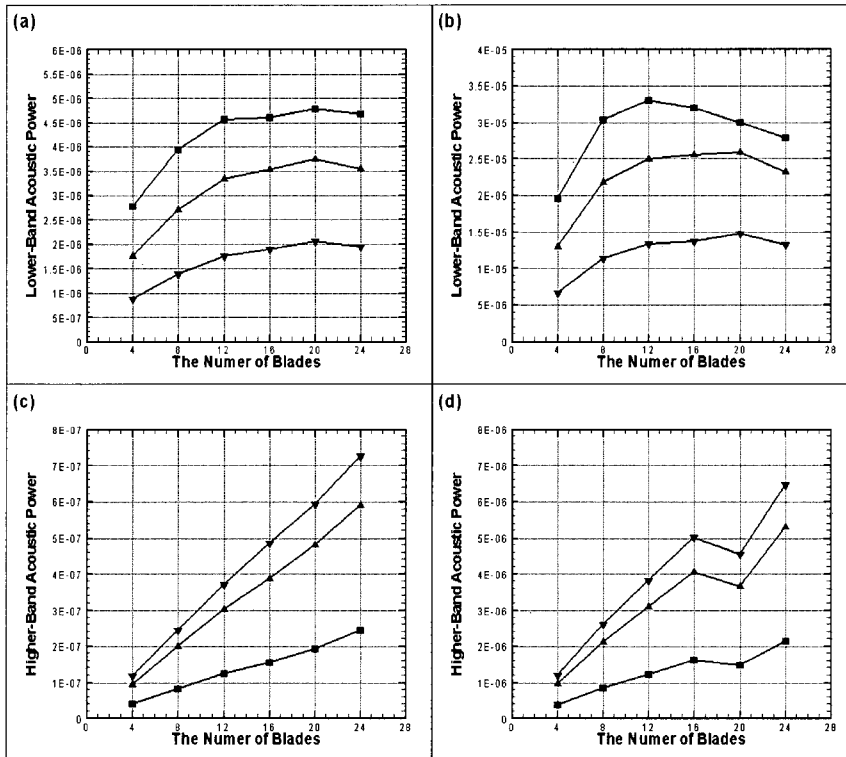 (a)
Lower-Band Acoustic Power
6E-06
5.5E-06
5E-06
4.5E-06
4E-06
3.5E-06
3E-06
2.5E-06
2E-06
1.5E-06
1E-06
5E-07
0
0 4 8 12 16 20 24 28
The Numer of Blades
(b)
Lower-Band Acoustic Power
4E-05
3.5E-05
3E-05
2.5E-05
2E-05
1.5E-05
1E-05
5E-06
0
0 4 8 12 16 20 24 28
The Numer of Blades
(c)
Higher-Band Acoustic Power
8E-07
7E-07
6E-07
5E-07
4E-07
3E-07
2E-07
1E-07
0
0 4 8 12 16 20 24 28
The Numer of Blades
(d)
Higher-Band Acoustic Power
8E-06
7E-06
6E-06
5E-06
4E-06
3E-06
2E-06
1E-06
0
0 4 8 12 16 20 24 28
The Numer of Blades